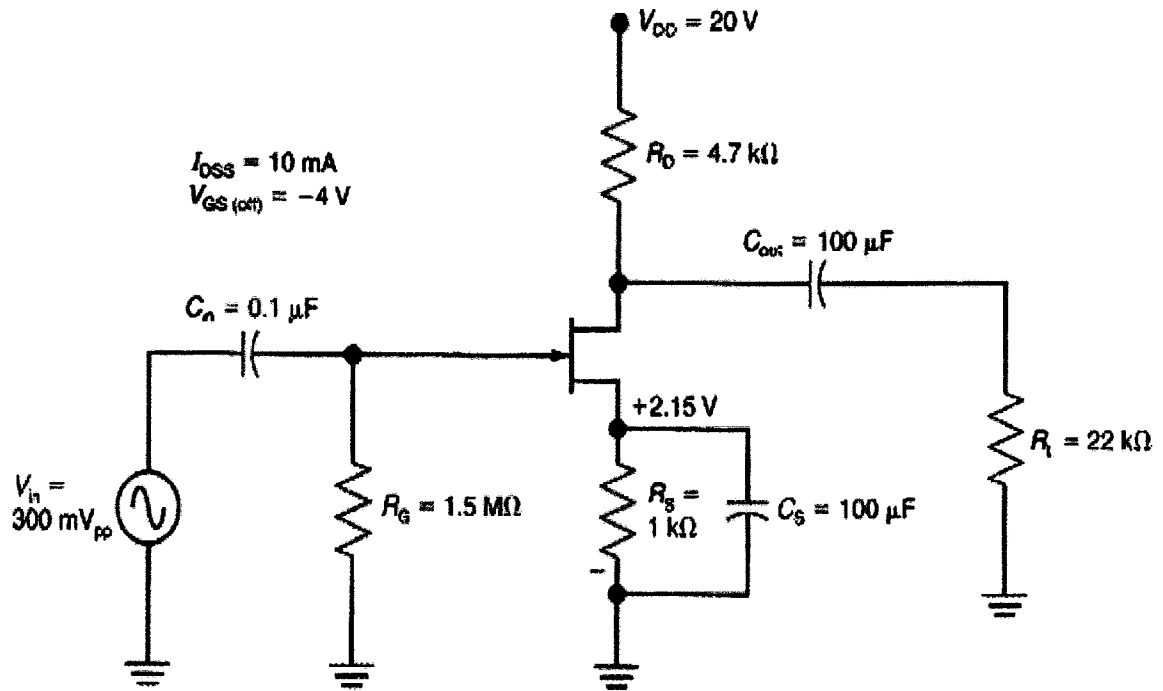 V_DD = 20 V
I_DSS = 10 mA
V_GS (off) = −4 V
R_D = 4.7 kΩ
C_out = 100 μF
C_in = 0.1 μF
+2.15 V
V_in =
300 mV_pp
R_G = 1.5 MΩ
R_S =
1 kΩ
−
C_S = 100 μF
R_L = 22 kΩ